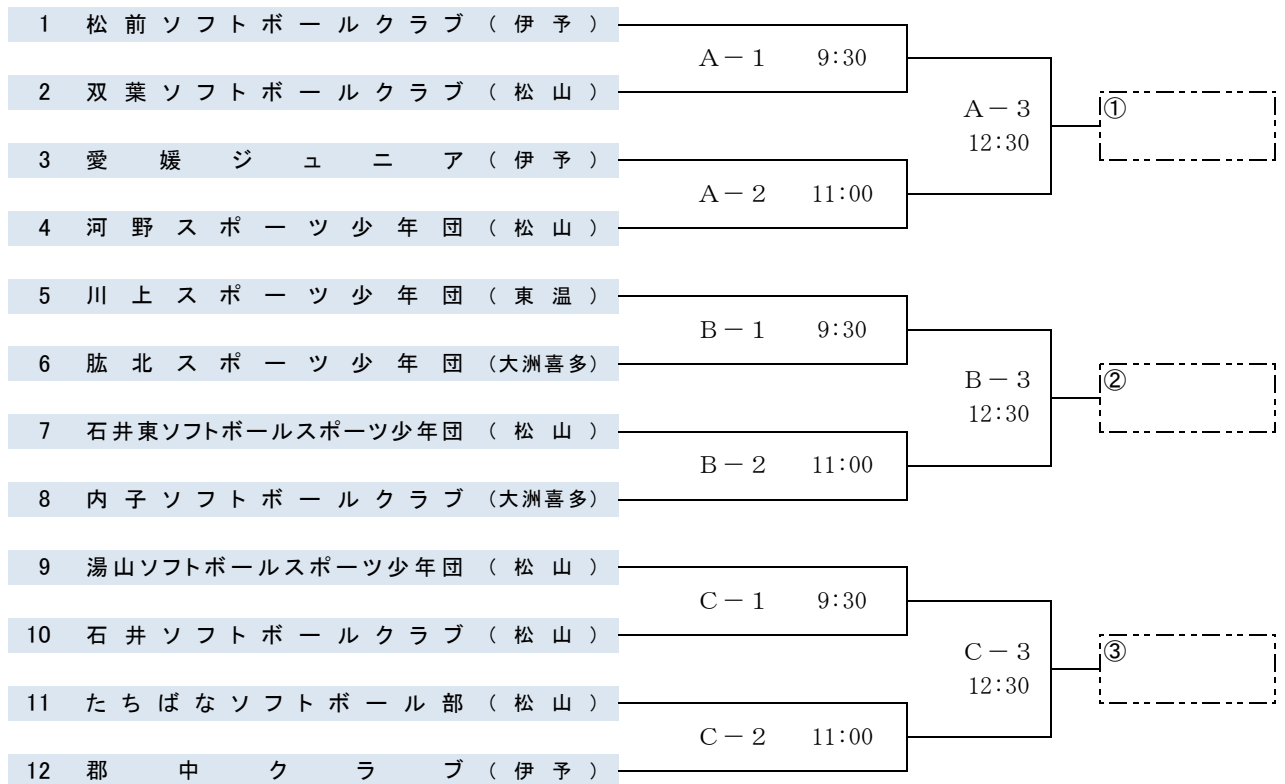 1 松前ソフトボールクラブ (伊予)
A-1 9:30
2 双葉ソフトボールクラブ (松山)
A-3
12:30
①
3 愛媛ジュニア (伊予)
A-2 11:00
4 河野スポーツ少年団 (松山)
5 川上スポーツ少年団 (東温)
B-1 9:30
6 肱北スポーツ少年団 (大洲喜多)
B-3
12:30
②
7 石井東ソフトボールスポーツ少年団 (松山)
B-2 11:00
8 内子ソフトボールクラブ (大洲喜多)
9 湯山ソフトボールスポーツ少年団 (松山)
C-1 9:30
10 石井ソフトボールクラブ (松山)
C-3
12:30
③
11 たちばなソフトボール部 (松山)
C-2 11:00
12 郡中クラブ (伊予)